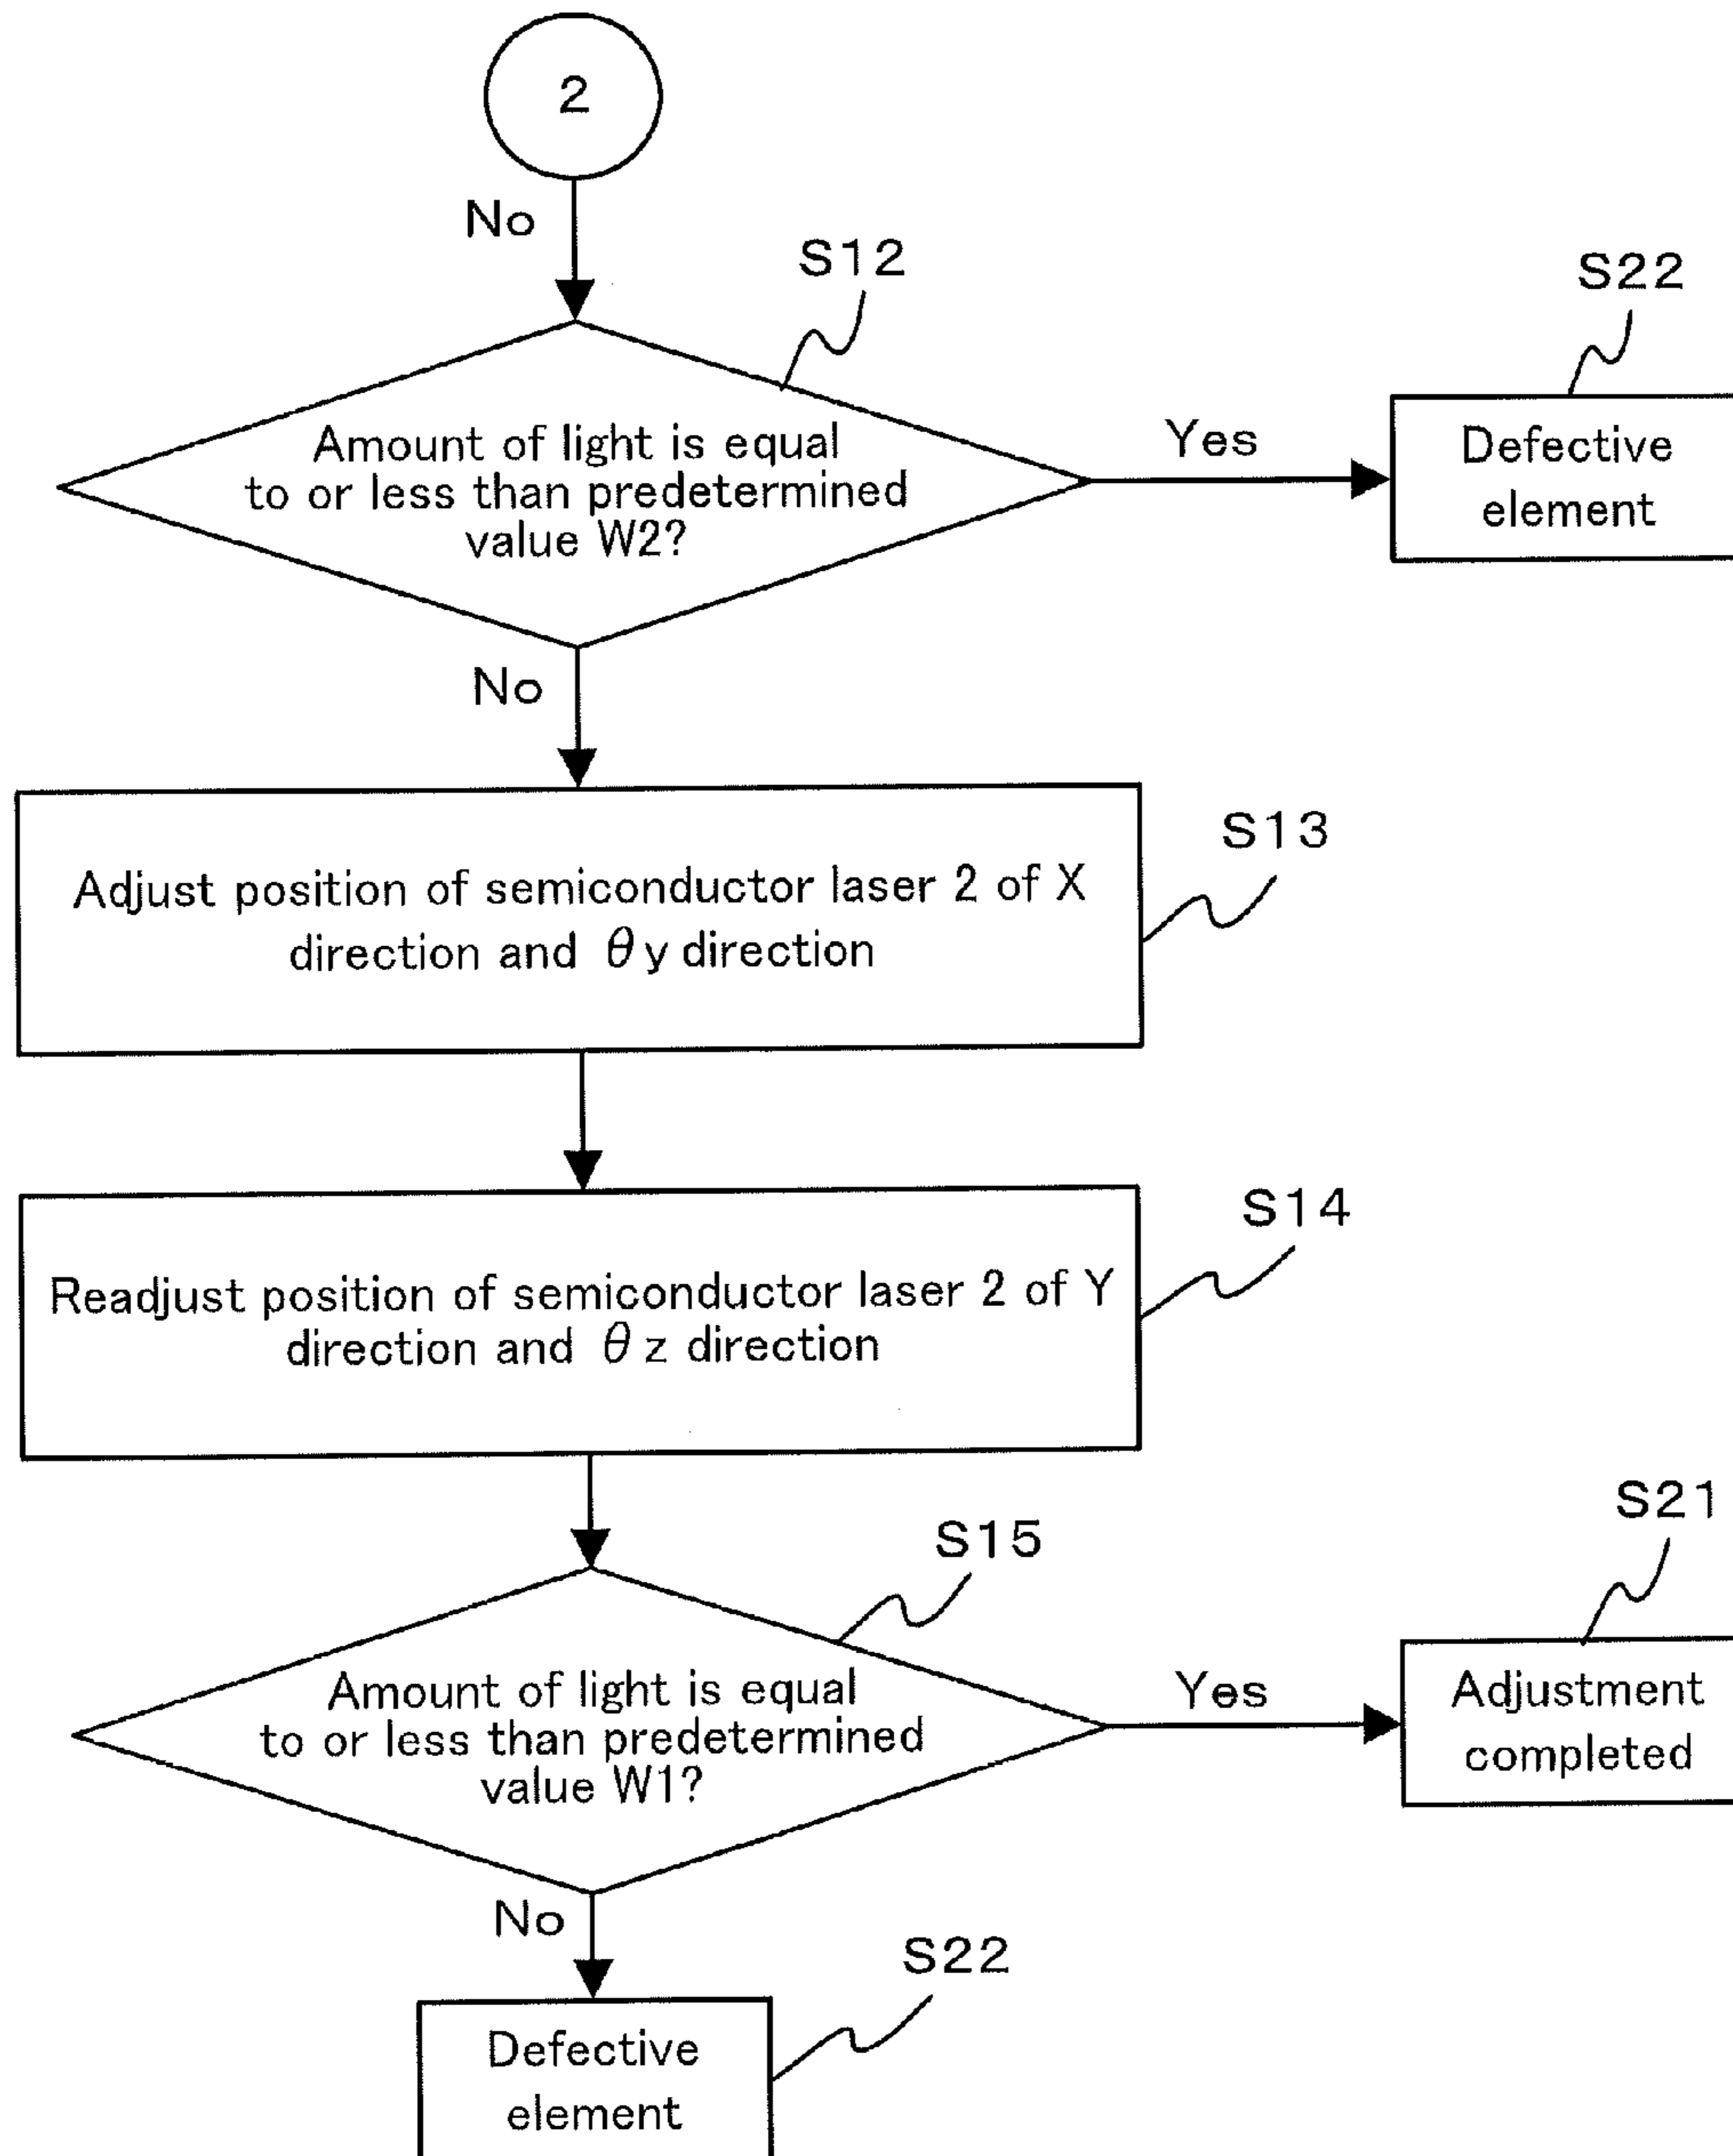 2
No
S12
S22
Amount of light is equal
to or less than predetermined
value W2?
Yes
Defective
element
No
S13
Adjust position of semiconductor laser 2 of X
direction and θy direction
S14
Readjust position of semiconductor laser 2 of Y
direction and θz direction
S15
S21
Amount of light is equal
to or less than predetermined
value W1?
Yes
Adjustment
completed
No
S22
Defective
element